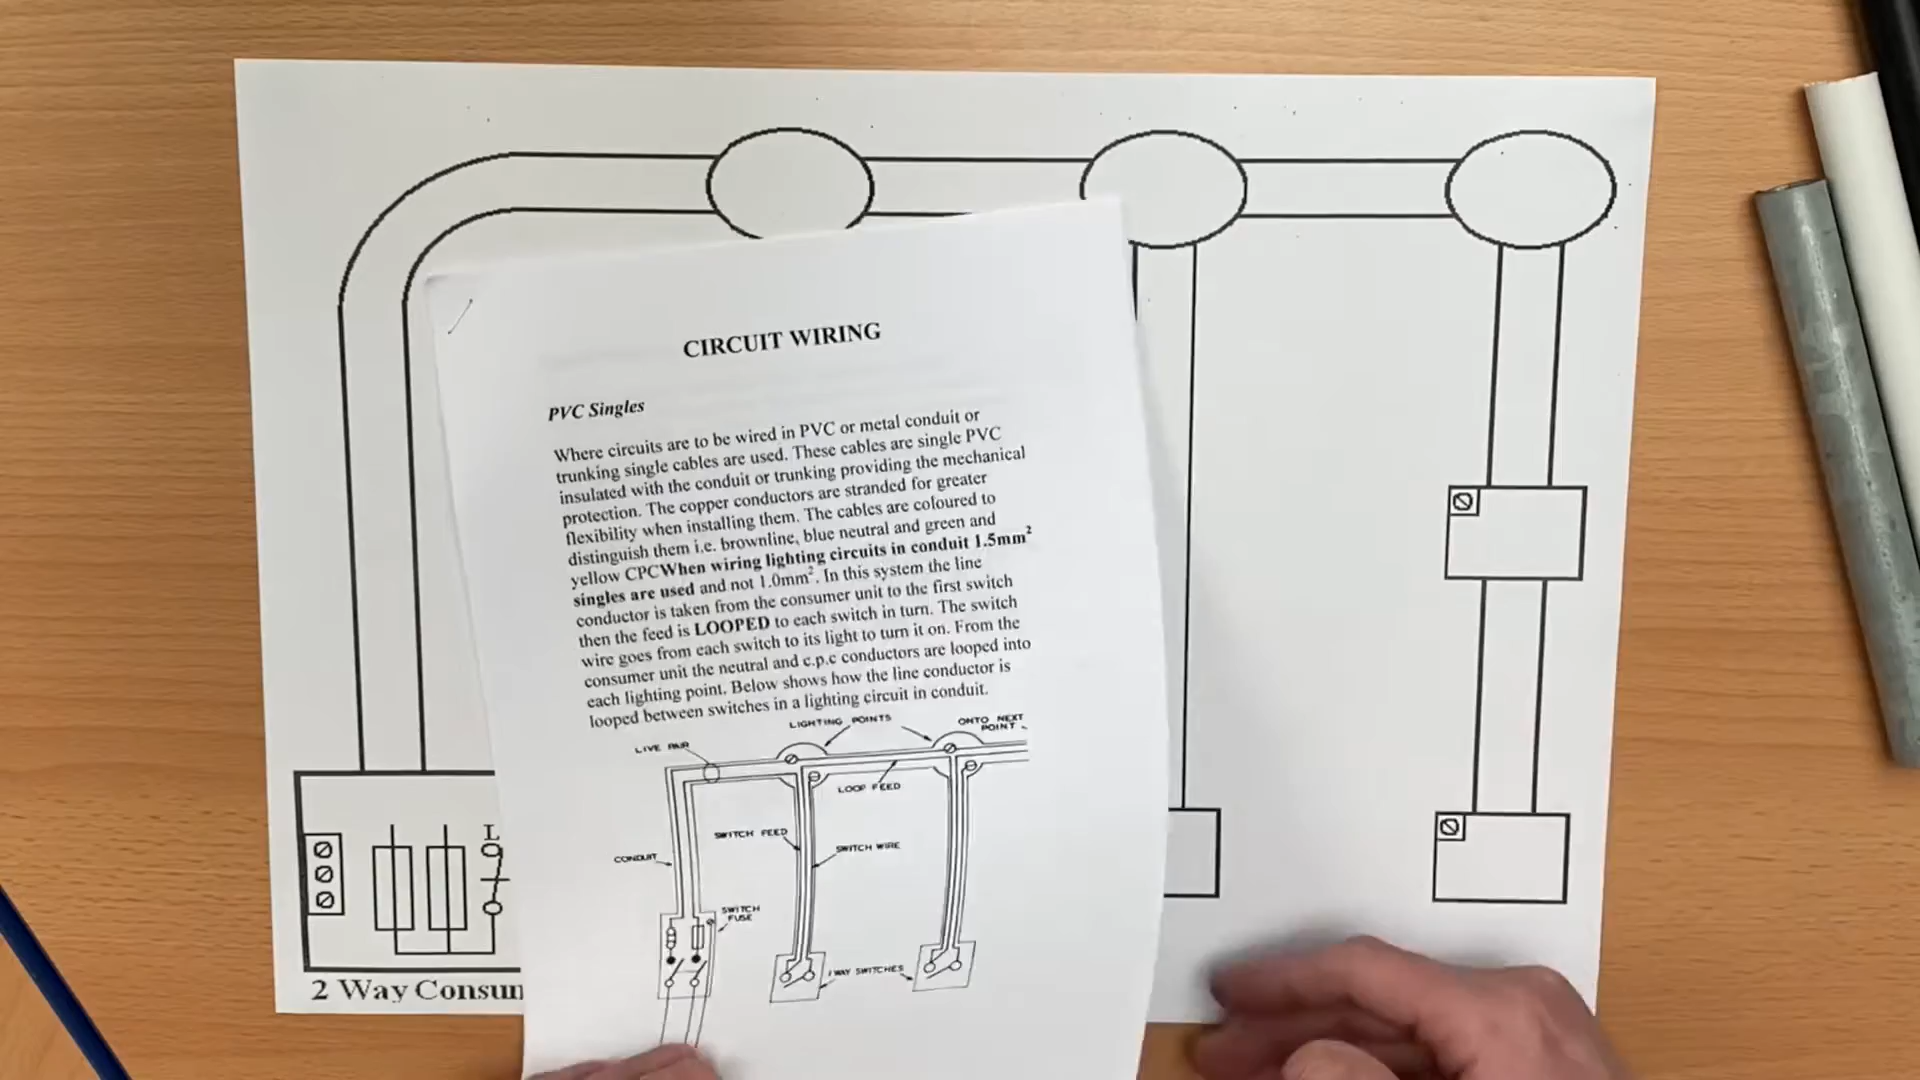 CIRCUIT WIRING
PVC Singles
Where circuits are to be wired in PVC or metal conduit or
trunking single cables are used. These cables are single PVC
insulated with the conduit or trunking providing the mechanical
protection. The copper conductors are stranded for greater
flexibility when installing them. The cables are coloured to
distinguish them i.e. brownline, blue neutral and green and
yellow CPCWhen wiring lighting circuits in conduit 1.5mm²
singles are used and not 1.0mm². In this system the line
conductor is taken from the consumer unit to the first switch
then the feed is LOOPED to each switch in turn. The switch
wire goes from each switch to its light to turn it on. From the
consumer unit the neutral and c.p.c conductors are looped into
each lighting point. Below shows how the line conductor is
looped between switches in a lighting circuit in conduit.
LIGHTING POINTS
ONTO NEXT
POINT
LIVE PAIR
LOOP FEED
SWITCH FEED
SWITCH WIRE
CONDUIT
SWITCH
FUSE
1 WAY SWITCHES
L
2 Way Consun